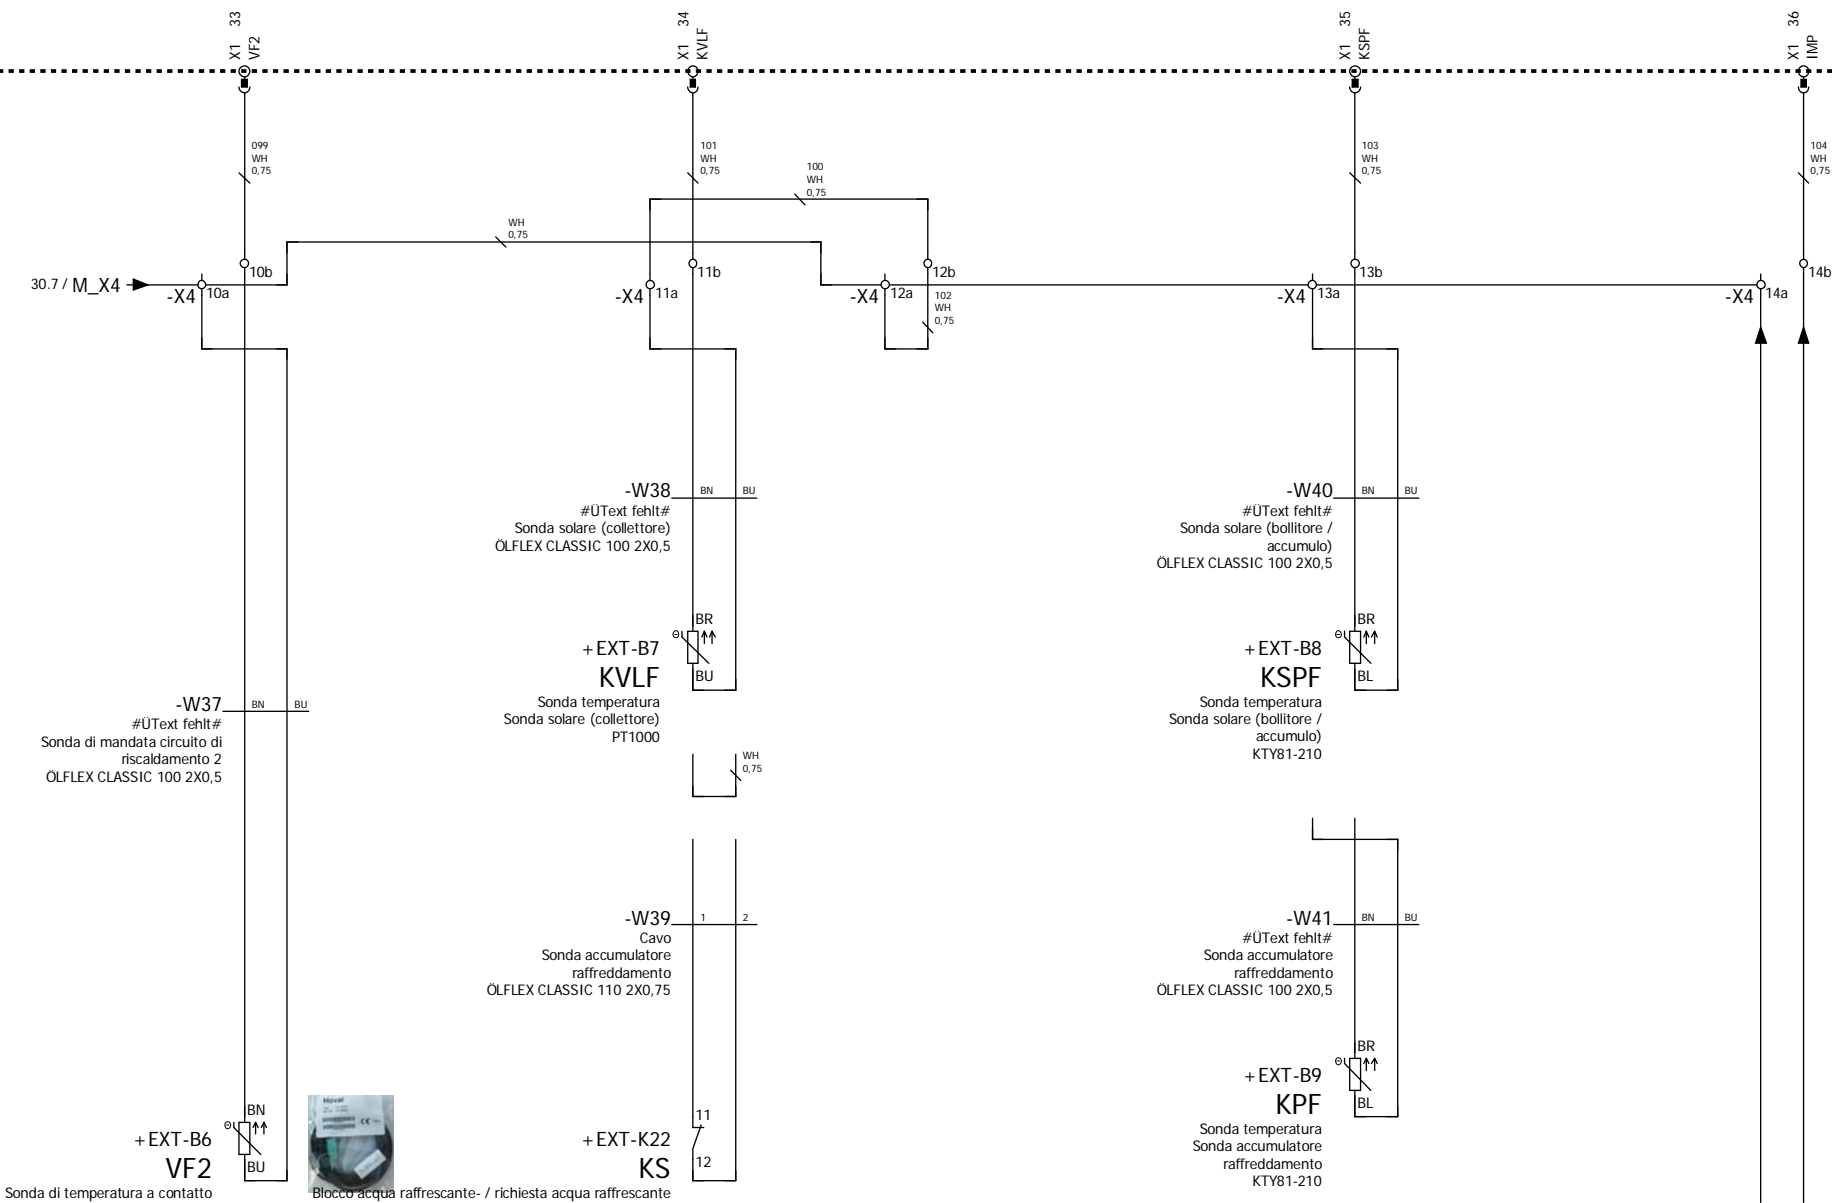 X1 33
VF2
X1 34
KVLF
X1 35
KSPF
X1 36
IMP
099
WH
0,75
101
WH
0,75
100
WH
0,75
103
WH
0,75
104
WH
0,75
WH
0,75
10b
11b
12b
13b
14b
30.7 / M_X4
-X4
10a
-X4
11a
-X4
12a
-X4
13a
-X4
14a
102
WH
0,75
-W38
BN
BU
#ÜText fehlt#
Sonda solare (collettore)
ÖLFLEX CLASSIC 100 2X0,5
-W40
BN
BU
#ÜText fehlt#
Sonda solare (bollitore /
accumulo)
ÖLFLEX CLASSIC 100 2X0,5
BR
+EXT-B7
KVLF
BU
Sonda temperatura
Sonda solare (collettore)
PT1000
BR
+EXT-B8
KSPF
BL
Sonda temperatura
Sonda solare (bollitore /
accumulo)
KTY81-210
-W37
BN
BU
#ÜText fehlt#
Sonda di mandata circuito di
riscaldamento 2
ÖLFLEX CLASSIC 100 2X0,5
WH
0,75
-W39
1
2
Cavo
Sonda accumulatore
raffreddamento
ÖLFLEX CLASSIC 110 2X0,75
-W41
BN
BU
#ÜText fehlt#
Sonda accumulatore
raffreddamento
ÖLFLEX CLASSIC 100 2X0,5
BR
+EXT-B9
KPF
BL
Sonda temperatura
Sonda accumulatore
raffreddamento
KTY81-210
BN
+EXT-B6
VF2
BU
Sonda di temperatura a contatto
Hoval
CE
11
+EXT-K22
KS
12
Blocco acqua raffrescante- / richiesta acqua raffrescante